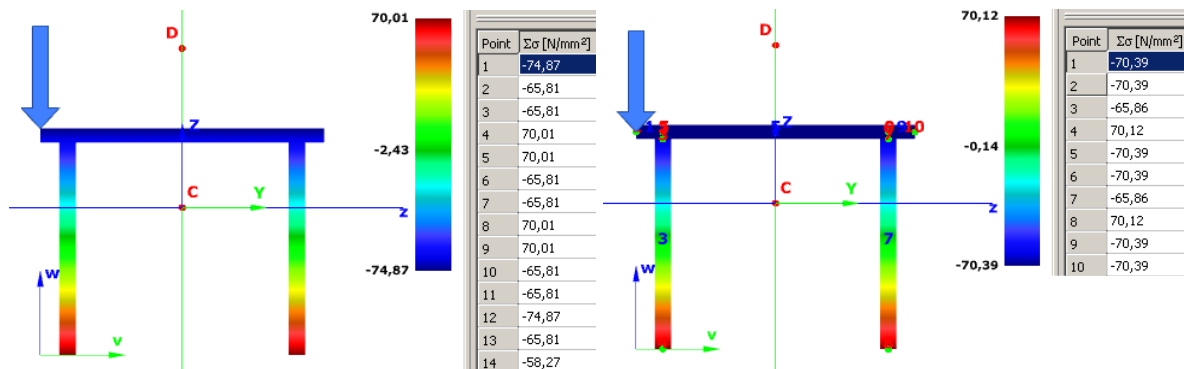 70,01
-2,43
-74,87
D
Z
C
Y
z
w
v
Point Σσ [N/mm²]
1 -74,87
2 -65,81
3 -65,81
4 70,01
5 70,01
6 -65,81
7 -65,81
8 70,01
9 70,01
10 -65,81
11 -65,81
12 -74,87
13 -65,81
14 -58,27
70,12
-0,14
-70,39
D
1
Z
10
C
Y
z
3
7
w
v
Point Σσ [N/mm²]
1 -70,39
2 -70,39
3 -65,86
4 70,12
5 -70,39
6 -70,39
7 -65,86
8 70,12
9 -70,39
10 -70,39